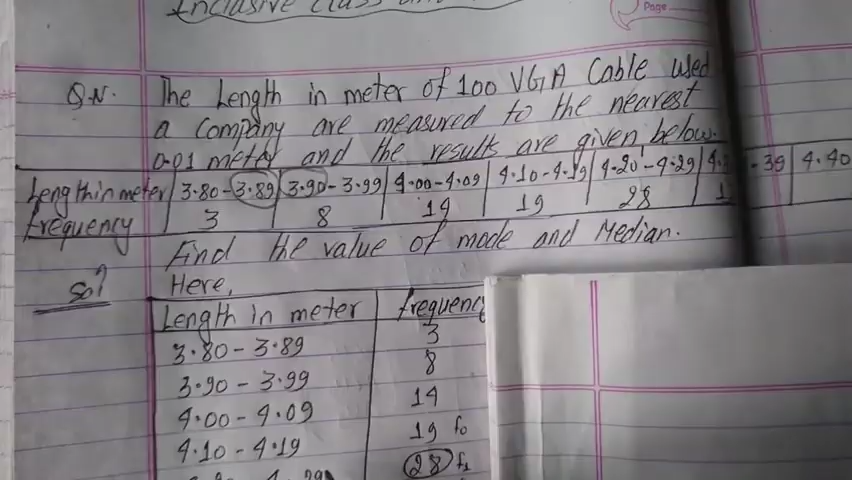 Inclusive class
Page
Q.N. The Length in meter of 100 VGA Cable used
a Company are measured to the nearest
0.01 meter and the results are given below.
Length in meter 3.80-3.89 3.90-3.99 4.00-4.09 4.10-4.19 4.20-4.29 39 4.40
frequency 3 8 14 19 28
Find the value of mode and Median.
Soln Here,
Length in meter frequency
3.80-3.89 3
3.90-3.99 8
4.00-4.09 14
4.10-4.19 19 f0
28 f1